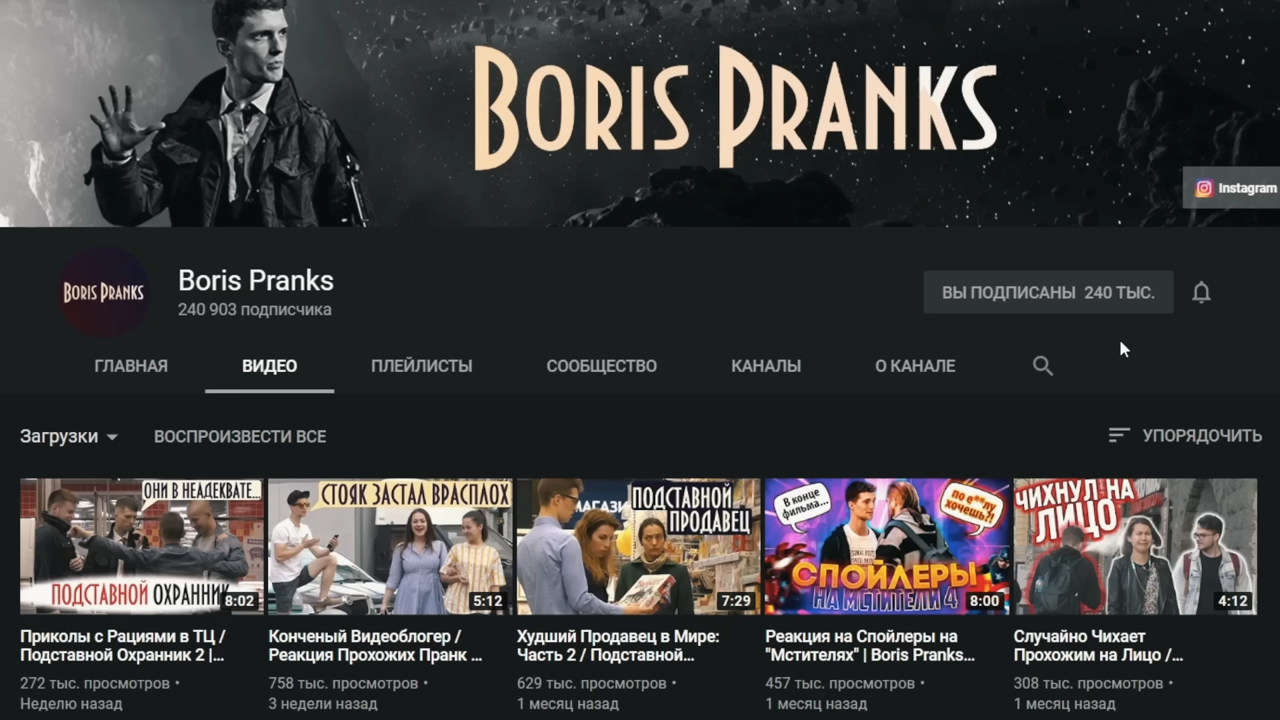 BORIS PRANKS
Instagram
BORIS PRANKS
Boris Pranks
240 903 подписчика
ВЫ ПОДПИСАНЫ 240 ТЫС.
ГЛАВНАЯ ВИДЕО ПЛЕЙЛИСТЫ СООБЩЕСТВО КАНАЛЫ О КАНАЛЕ
Загрузки ВОСПРОИЗВЕСТИ ВСЕ УПОРЯДОЧИТЬ
ОНИ В НЕАДЕКВАТЕ...
ПОДСТАВНОЙ ОХРАННИК
8:02
СТОЯК ЗАСТАЛ ВРАСПЛОХ
5:12
ПОДСТАВНОЙ
ПРОДАВЕЦ
7:29
В конце
фильма...
по е**лу
хочешь?!
СПОЙЛЕРЫ
НА МСТИТЕЛИ 4
8:00
ЧИХНУЛ НА
ЛИЦО
4:12
Приколы с Рациями в ТЦ /
Подставной Охранник 2 |...
272 тыс. просмотров •
Неделю назад
Конченый Видеоблогер /
Реакция Прохожих Пранк ...
758 тыс. просмотров •
3 недели назад
Худший Продавец в Мире:
Часть 2 / Подставной...
629 тыс. просмотров •
1 месяц назад
Реакция на Спойлеры на
"Мстителях" | Boris Pranks...
457 тыс. просмотров •
1 месяц назад
Случайно Чихает
Прохожим на Лицо /...
308 тыс. просмотров •
1 месяц назад